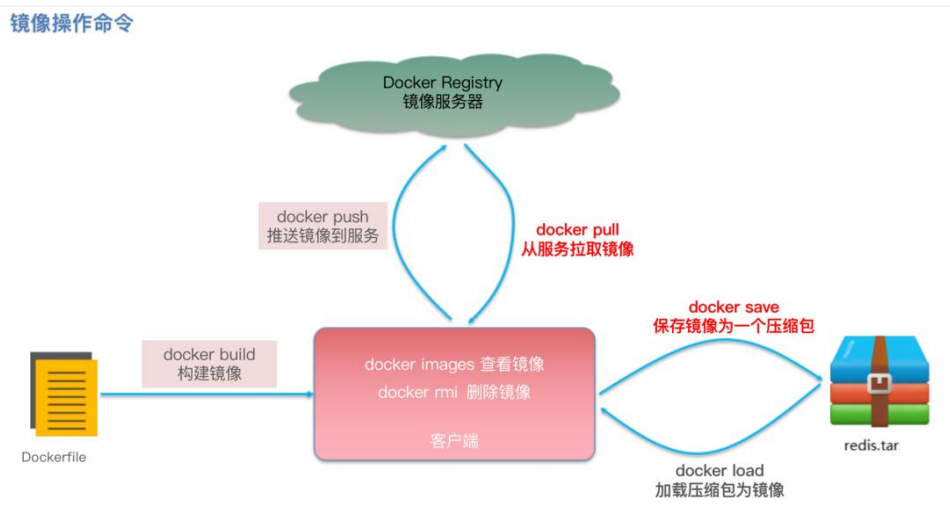 镜像操作命令
Docker Registry
镜像服务器
docker push
推送镜像到服务
docker pull
从服务拉取镜像
docker save
保存镜像为一个压缩包
docker build
构建镜像
docker images 查看镜像
docker rmi 删除镜像
客户端
Dockerfile
redis.tar
docker load
加载压缩包为镜像